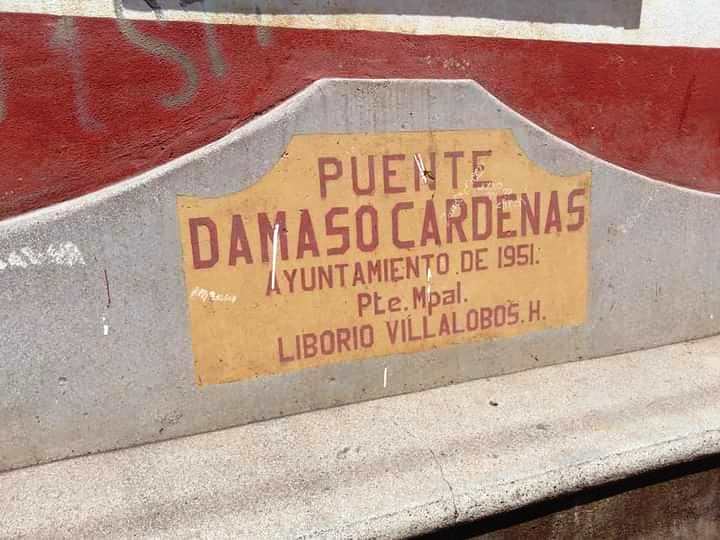 PUENTE
DAMASO CARDENAS
AYUNTAMIENTO DE 1951.
Pte. Mpal.
LIBORIO VILLALOBOS. H.